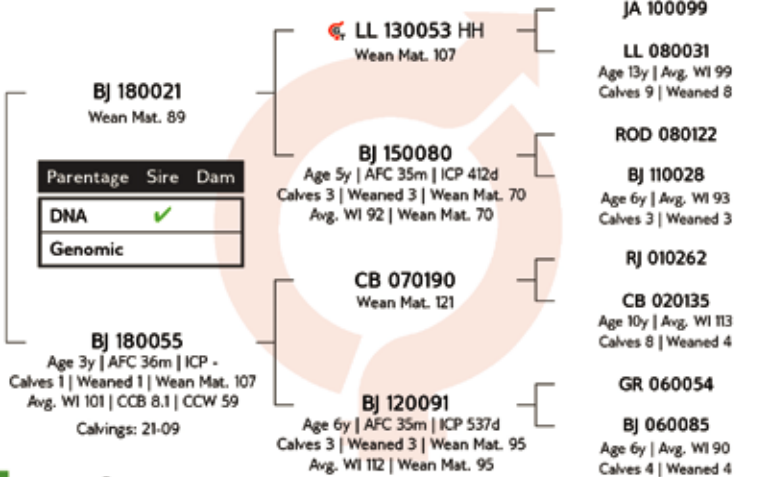 JA 100099
LL 130053 HH
Wean Mat. 107
LL 080031
Age 13y | Avg. WI 99
Calves 9 | Weaned 8
BJ 180021
Wean Mat. 89
ROD 080122
BJ 150080
Age 5y | AFC 35m | ICP 412d
Calves 3 | Weaned 3 | Wean Mat. 70
Avg. WI 92 | Wean Mat. 70
BJ 110028
Age 6y | Avg. WI 93
Calves 3 | Weaned 3
Parentage Sire Dam
DNA ✔
Genomic
RJ 010262
CB 070190
Wean Mat. 121
CB 020135
Age 10y | Avg. WI 113
Calves 8 | Weaned 4
BJ 180055
Age 3y | AFC 36m | ICP -
Calves 1 | Weaned 1 | Wean Mat. 107
Avg. WI 101 | CCB 8.1 | CCW 59
Calvings: 21-09
GR 060054
BJ 120091
Age 6y | AFC 35m | ICP 537d
Calves 3 | Weaned 3 | Wean Mat. 95
Avg. WI 112 | Wean Mat. 95
BJ 060085
Age 6y | Avg. WI 90
Calves 4 | Weaned 4